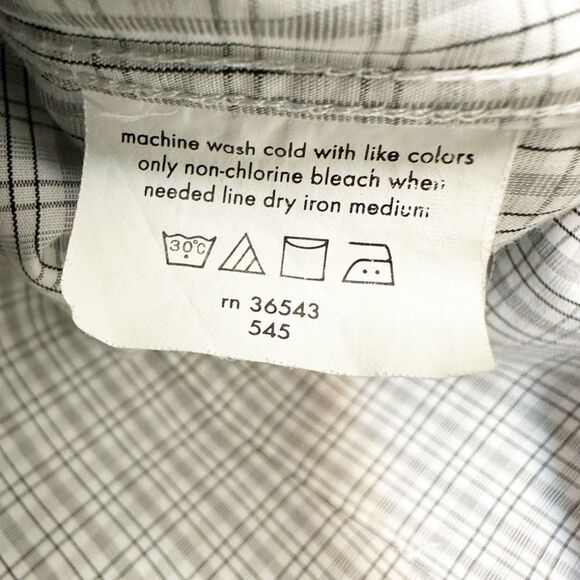 machine wash cold with like colors
only non-chlorine bleach when
needed line dry iron medium
30°C
rn 36543
545